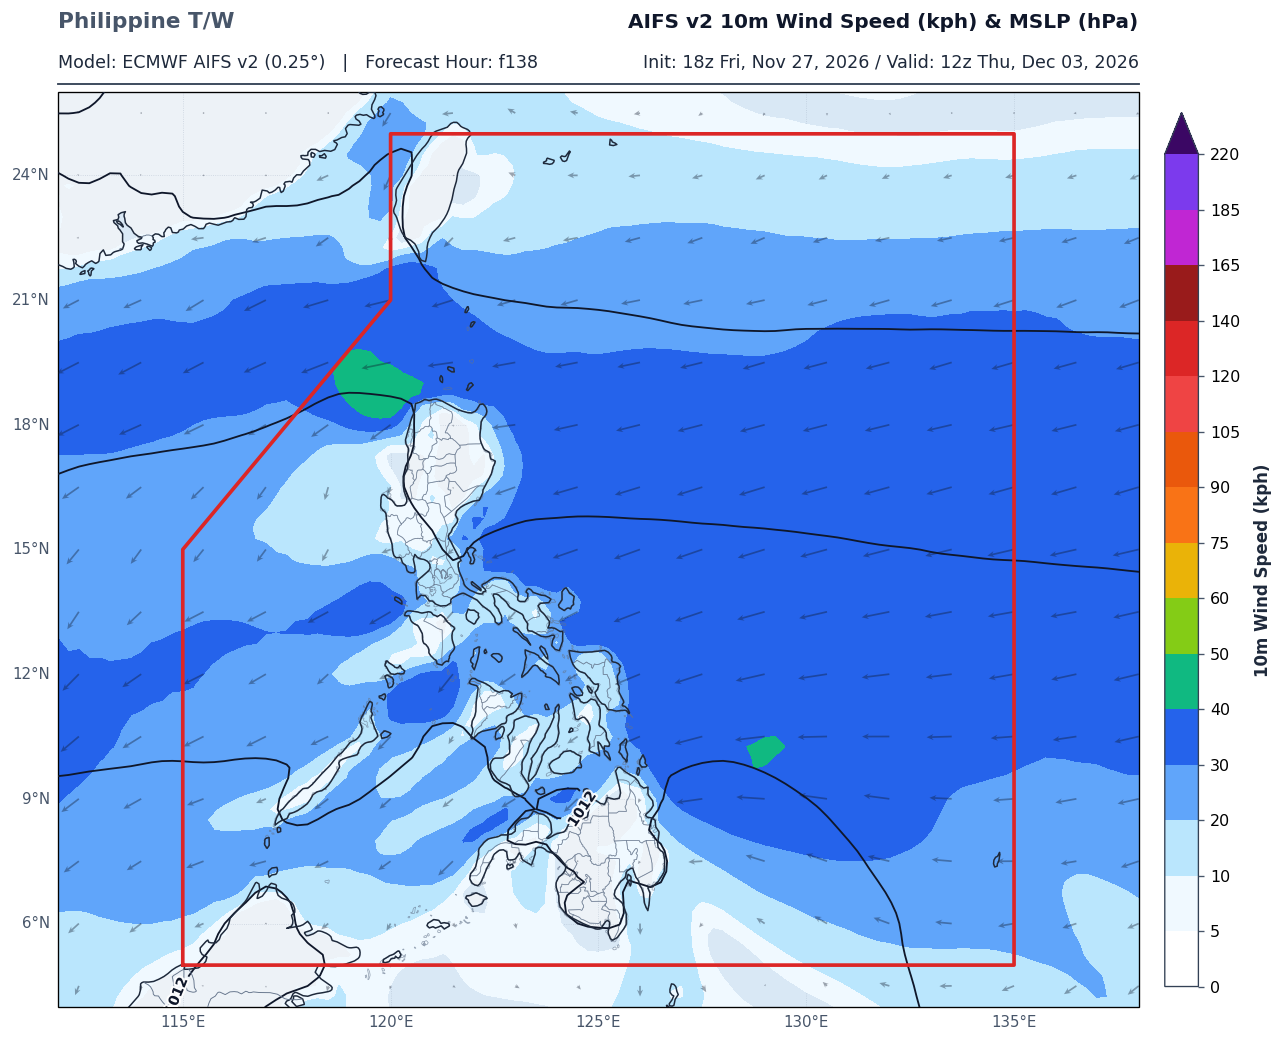 Philippine T/W
AIFS v2 10m Wind Speed (kph) & MSLP (hPa)
Model: ECMWF AIFS v2 (0.25°) | Forecast Hour: f138
Init: 18z Fri, Nov 27, 2026 / Valid: 12z Thu, Dec 03, 2026
24°N
21°N
18°N
15°N
12°N
9°N
6°N
115°E
120°E
125°E
130°E
135°E
1012
012
220
185
165
140
120
105
90
75
60
50
40
30
20
10
5
0
10m Wind Speed (kph)